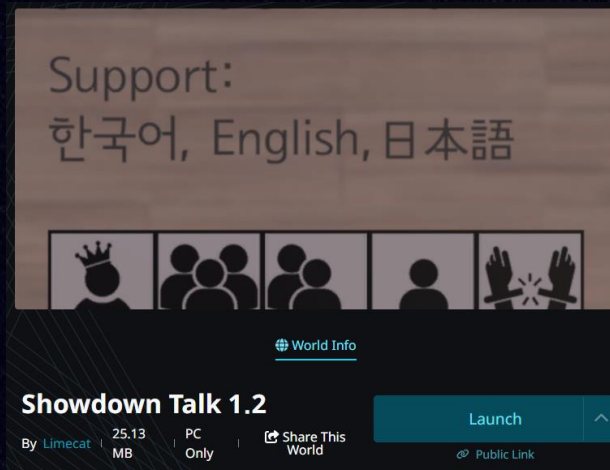 Support:
한국어, English, 日本語
World Info
Showdown Talk 1.2
Launch
By Limecat
25.13
MB
PC
Only
Share This
World
Public Link